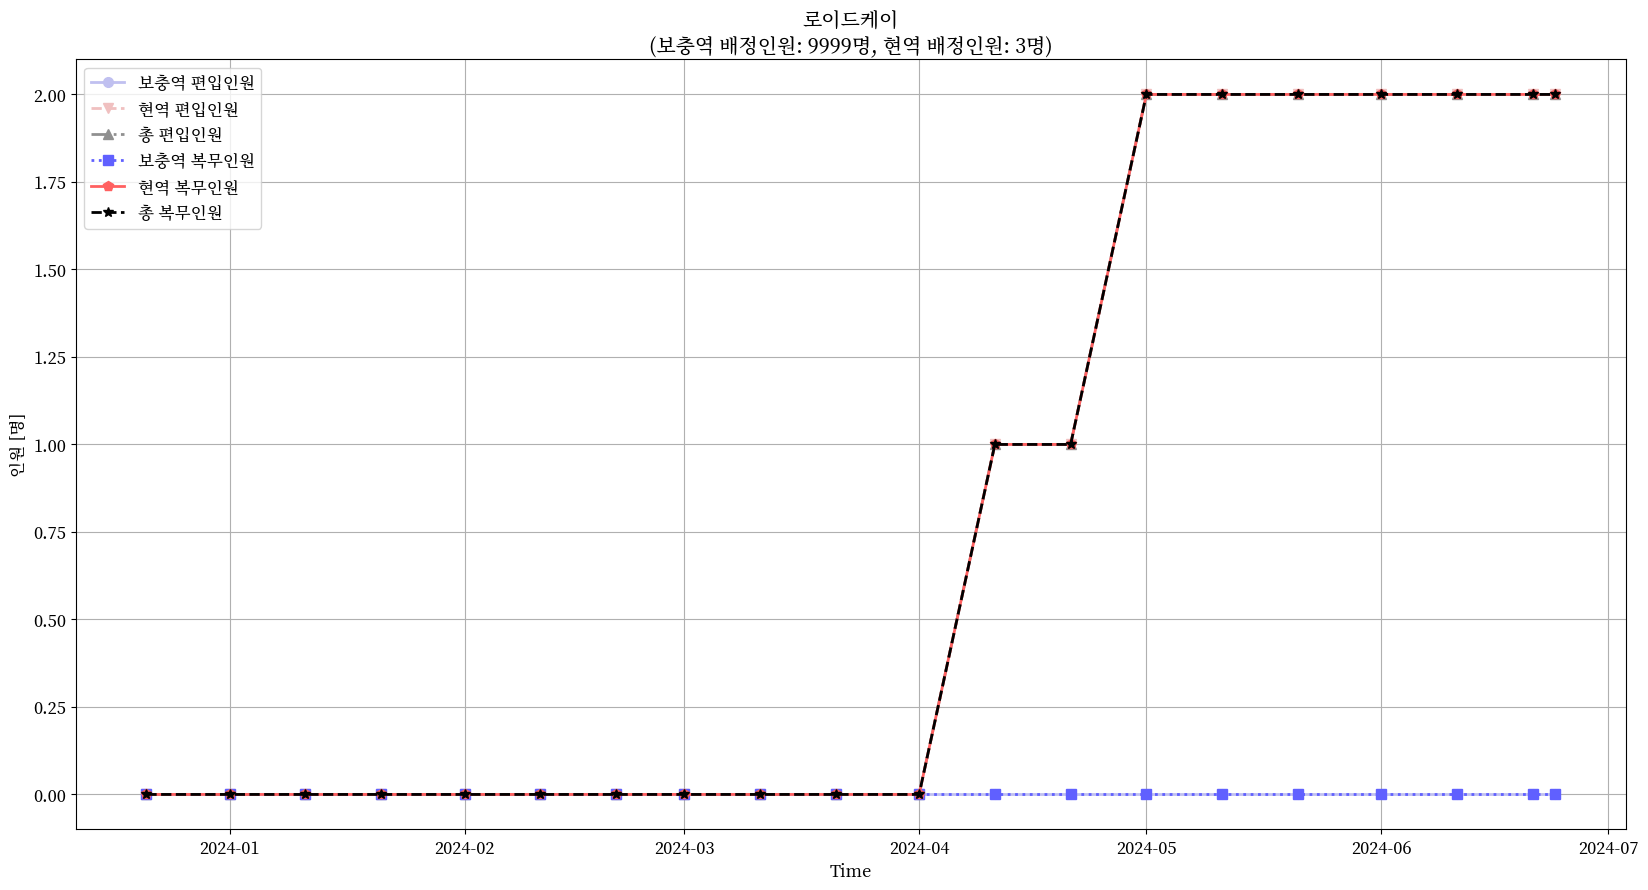 로이드케이
(보충역 배정인원: 9999명, 현역 배정인원: 3명)
보충역 편입인원
현역 편입인원
총 편입인원
보충역 복무인원
현역 복무인원
총 복무인원
2.00
1.75
1.50
1.25
1.00
0.75
0.50
0.25
0.00
인원 [명]
2024-01
2024-02
2024-03
2024-04
2024-05
2024-06
2024-07
Time